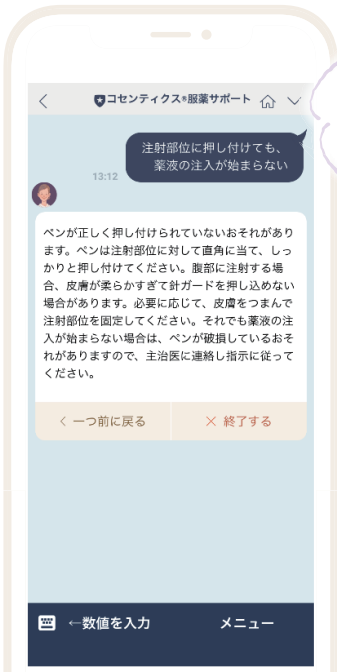 コセンティクス®服薬サポート
注射部位に押し付けても、
薬液の注入が始まらない
13:12
ペンが正しく押し付けられていないおそれがあり
ます。ペンは注射部位に対して直角に当て、しっ
かりと押し付けてください。腹部に注射する場
合、皮膚が柔らかすぎて針ガードを押し込めない
場合があります。必要に応じて、皮膚をつまんで
注射部位を固定してください。それでも薬液の注
入が始まらない場合は、ペンが破損しているおそ
れがありますので、主治医に連絡し指示に従って
ください。
< 一つ前に戻る
× 終了する
←数値を入力
メニュー